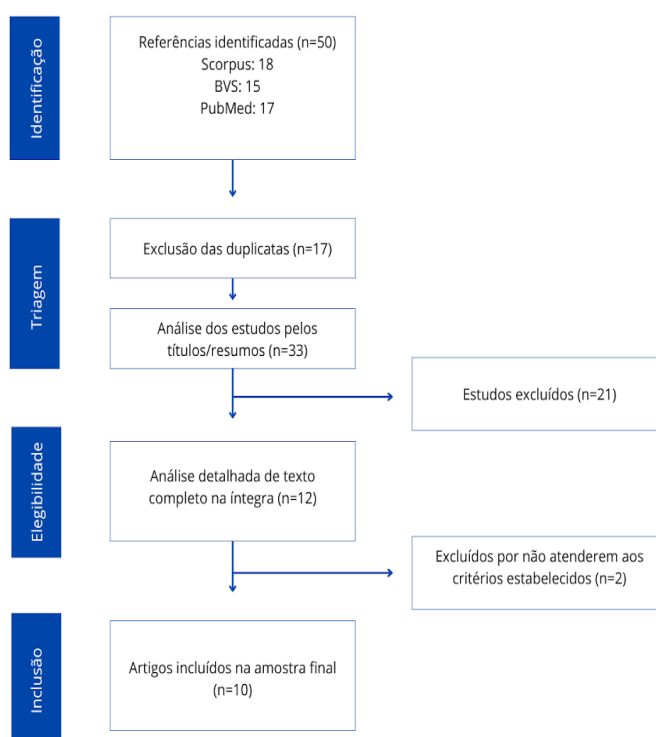 Identificação
Referências identificadas (n=50)
Scorpus: 18
BVS: 15
PubMed: 17
Triagem
Exclusão das duplicatas (n=17)
Análise dos estudos pelos
títulos/resumos (n=33)
Estudos excluídos (n=21)
Elegibilidade
Análise detalhada de texto
completo na íntegra (n=12)
Excluídos por não atenderem aos
critérios estabelecidos (n=2)
Inclusão
Artigos incluídos na amostra final
(n=10)